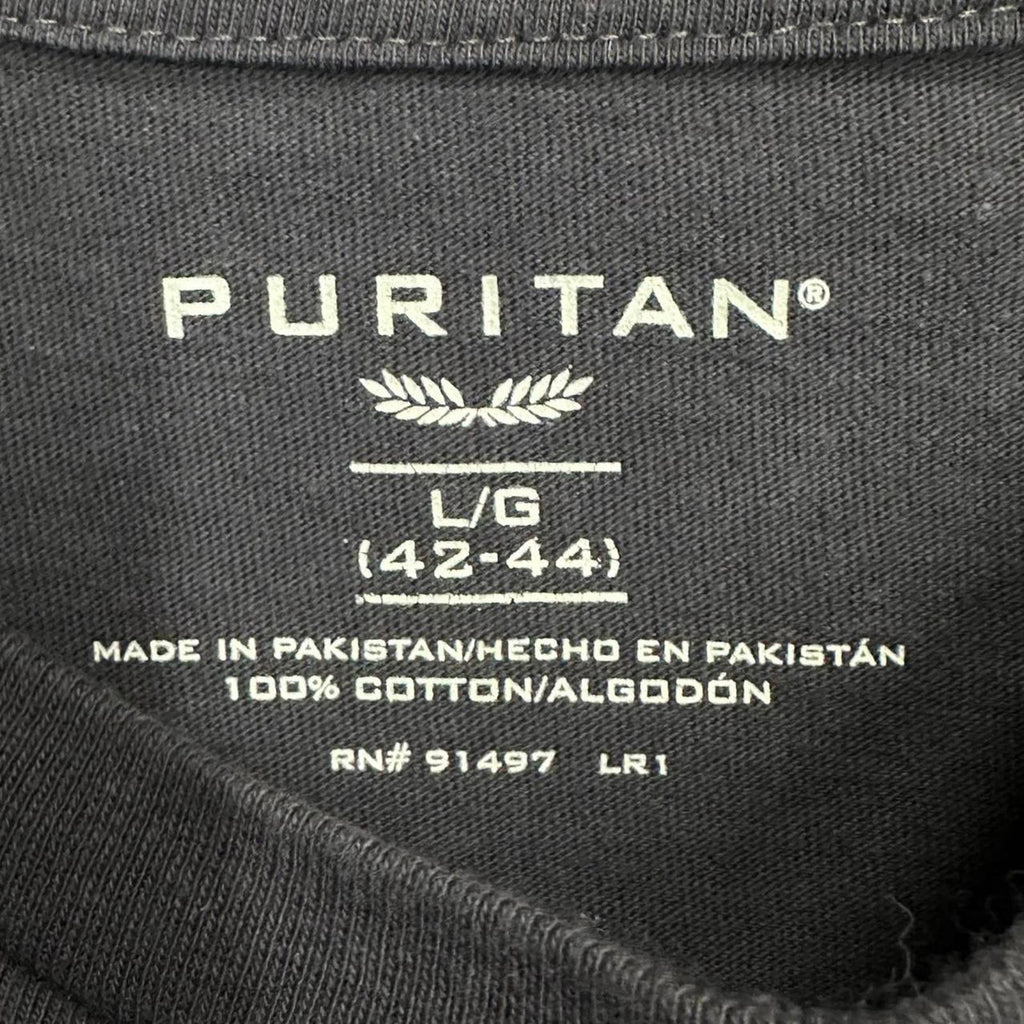 PURITAN®
L/G
(42-44)
MADE IN PAKISTAN/HECHO EN PAKISTÁN
100% COTTON/ALGODÓN
RN# 91497 LR1